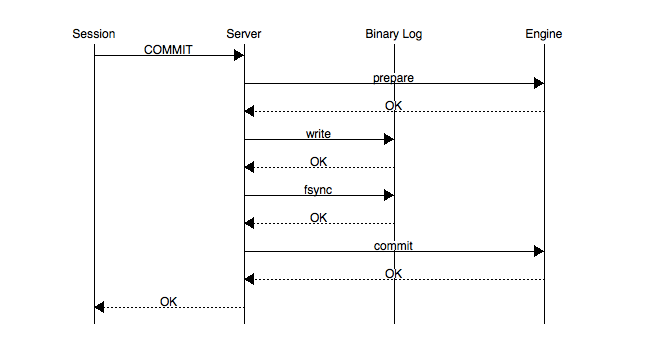 Session Server Binary Log Engine
COMMIT
prepare
OK
write
OK
fsync
OK
commit
OK
OK